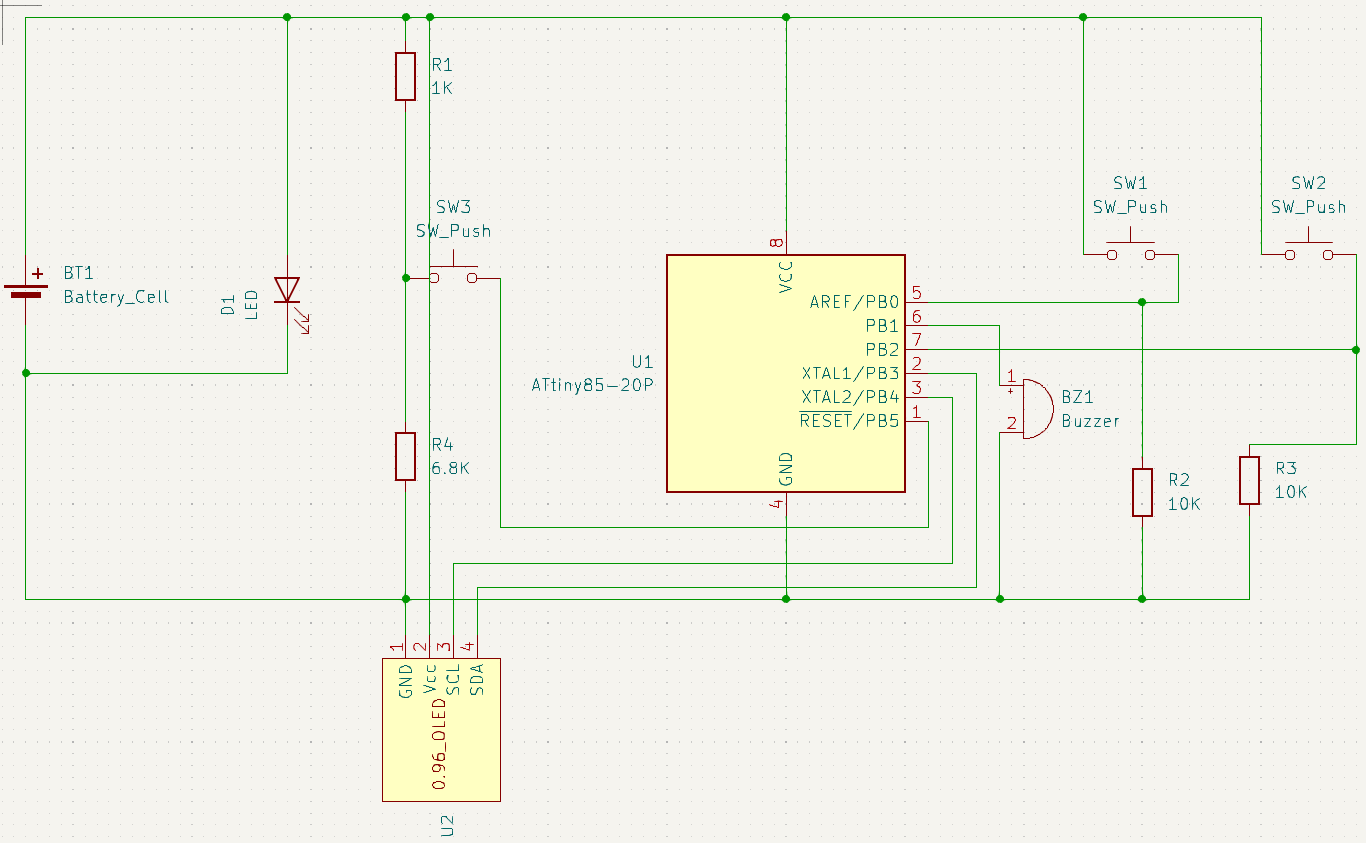 R1
1K
SW1
SW_Push
SW2
SW_Push
SW3
SW_Push
8
VCC
+
BT1
Battery_Cell
D1
LED
U1
ATtiny85-20P
AREF/PB0
5
PB1
6
PB2
7
XTAL1/PB3
2
XTAL2/PB4
3
RESET/PB5
1
GND
4
1
+
2
BZ1
Buzzer
R4
6.8K
R2
10K
R3
10K
1
2
3
4
GND
Vcc
SCL
SDA
0.96_OLED
U2